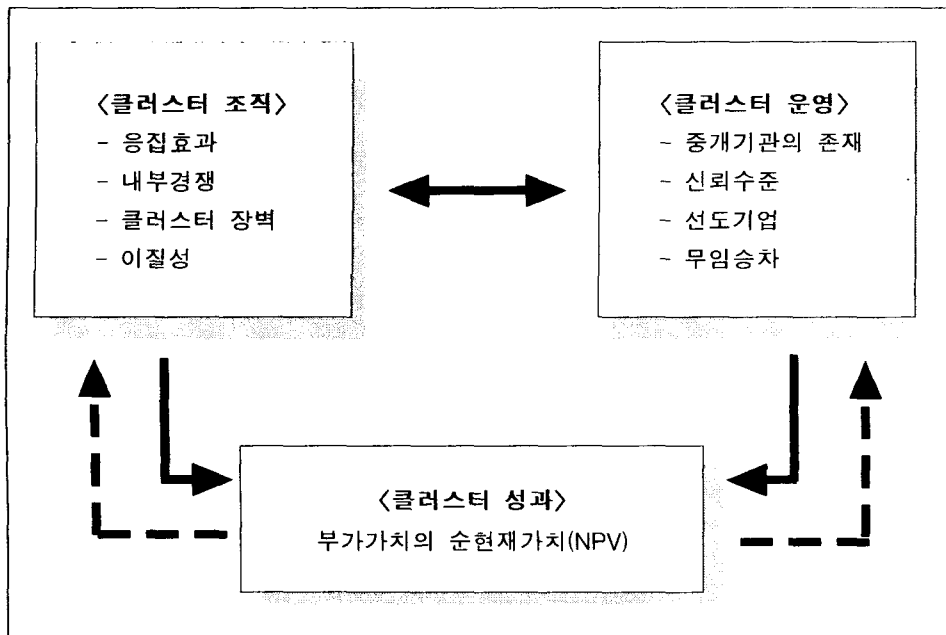 〈클러스터 조직〉
- 응집효과
- 내부경쟁
- 클러스터 장벽
- 이질성
〈클러스터 운영〉
- 중개기관의 존재
- 신뢰수준
- 선도기업
- 무임승차
〈클러스터 성과〉
부가가치의 순현재가치(NPV)